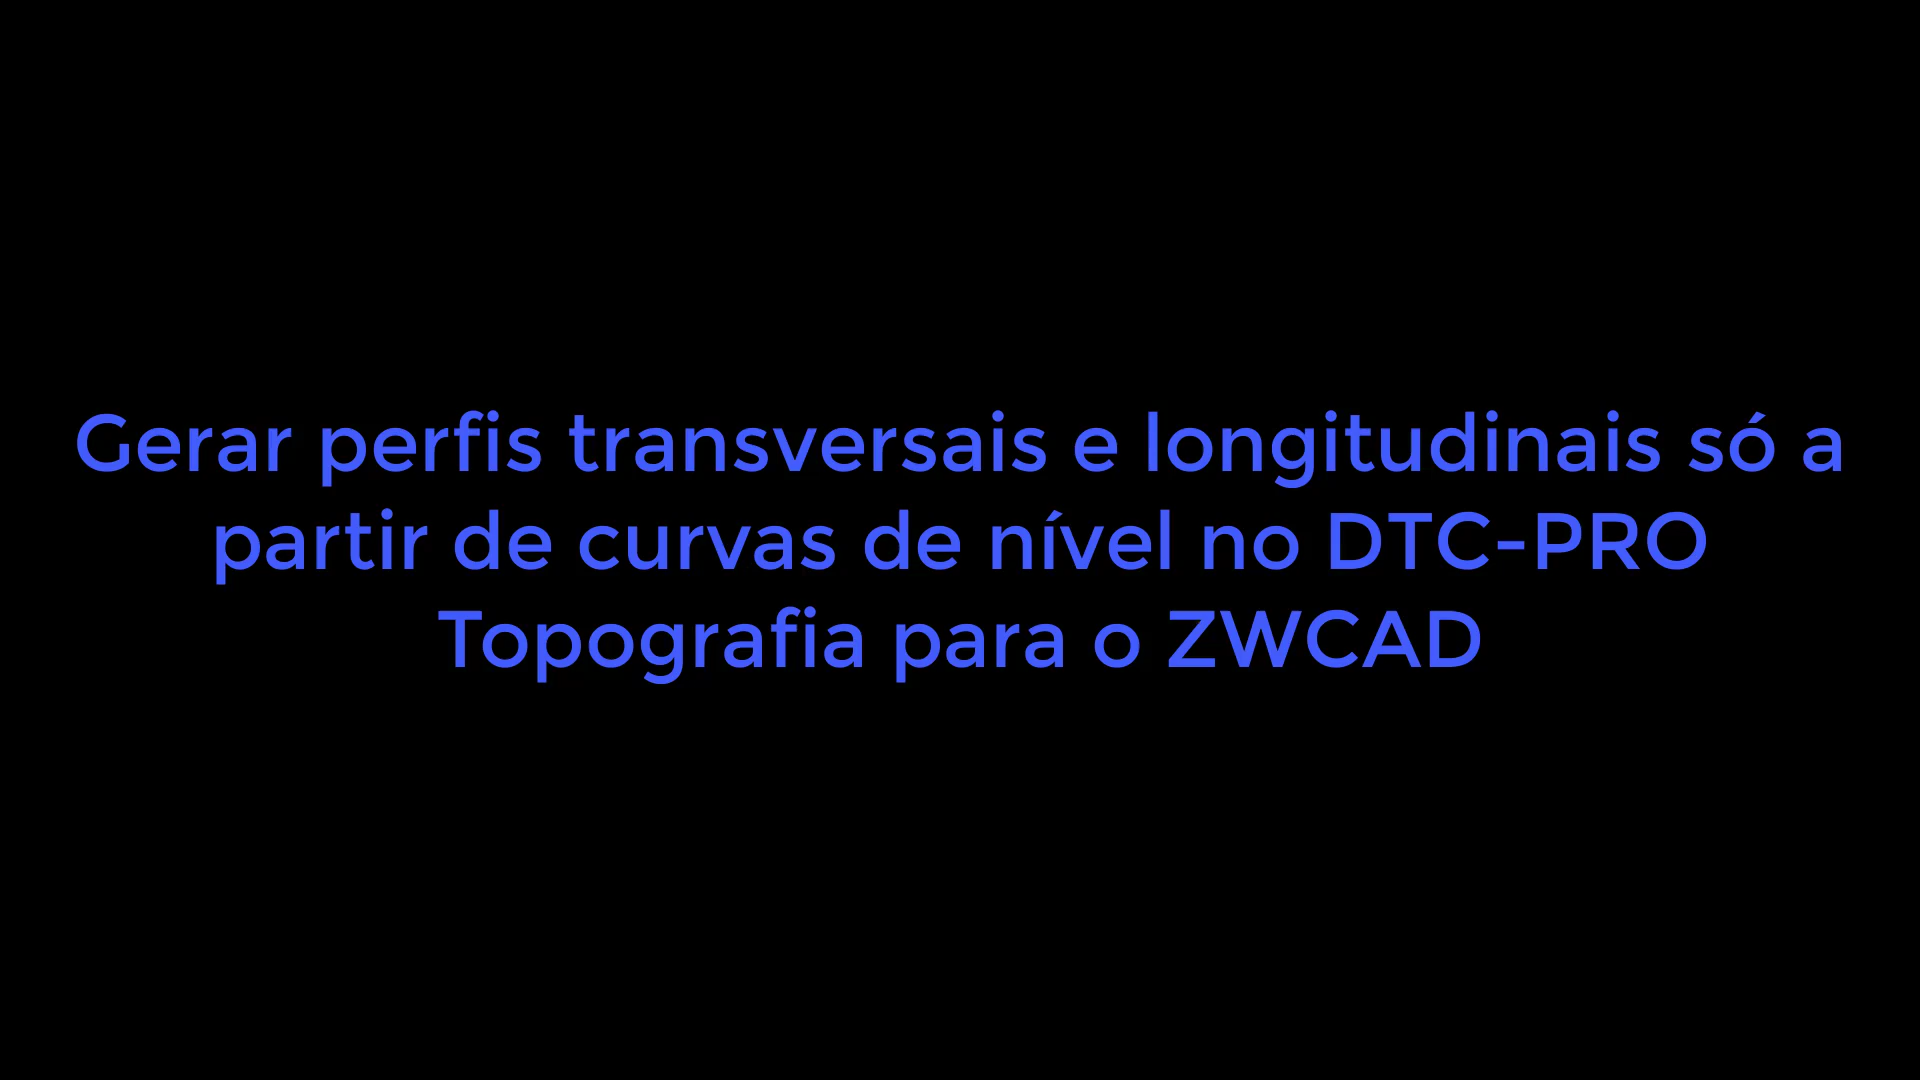 Gerar perfis transversais e longitudinais só a
partir de curvas de nível no DTC-PRO
Topografia para o ZWCAD